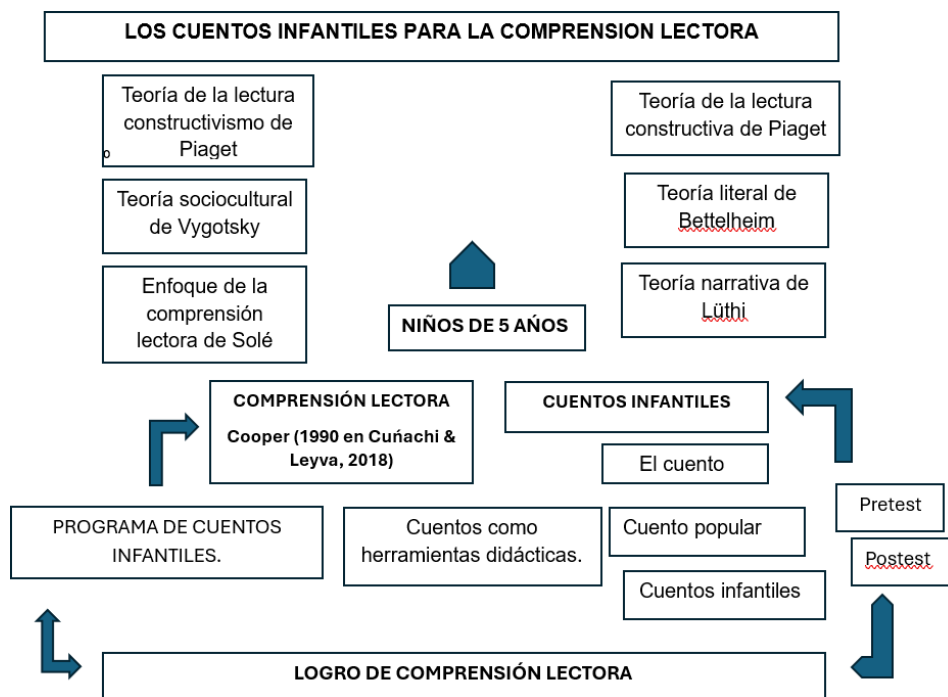 LOS CUENTOS INFANTILES PARA LA COMPRENSION LECTORA
Teoría de la lectura
constructivismo de
Piaget
o
Teoría de la lectura
constructiva de Piaget
Teoría sociocultural
de Vygotsky
Teoría literal de
Bettelheim
Enfoque de la
comprensión
lectora de Solé
Teoría narrativa de
Lüthi
NIÑOS DE 5 AŃOS
COMPRENSIÓN LECTORA
Cooper (1990 en Cuńachi &
Leyva, 2018)
CUENTOS INFANTILES
El cuento
PROGRAMA DE CUENTOS
INFANTILES.
Cuentos como
herramientas didácticas.
Cuento popular
Cuentos infantiles
Pretest
Postest
LOGRO DE COMPRENSIÓN LECTORA